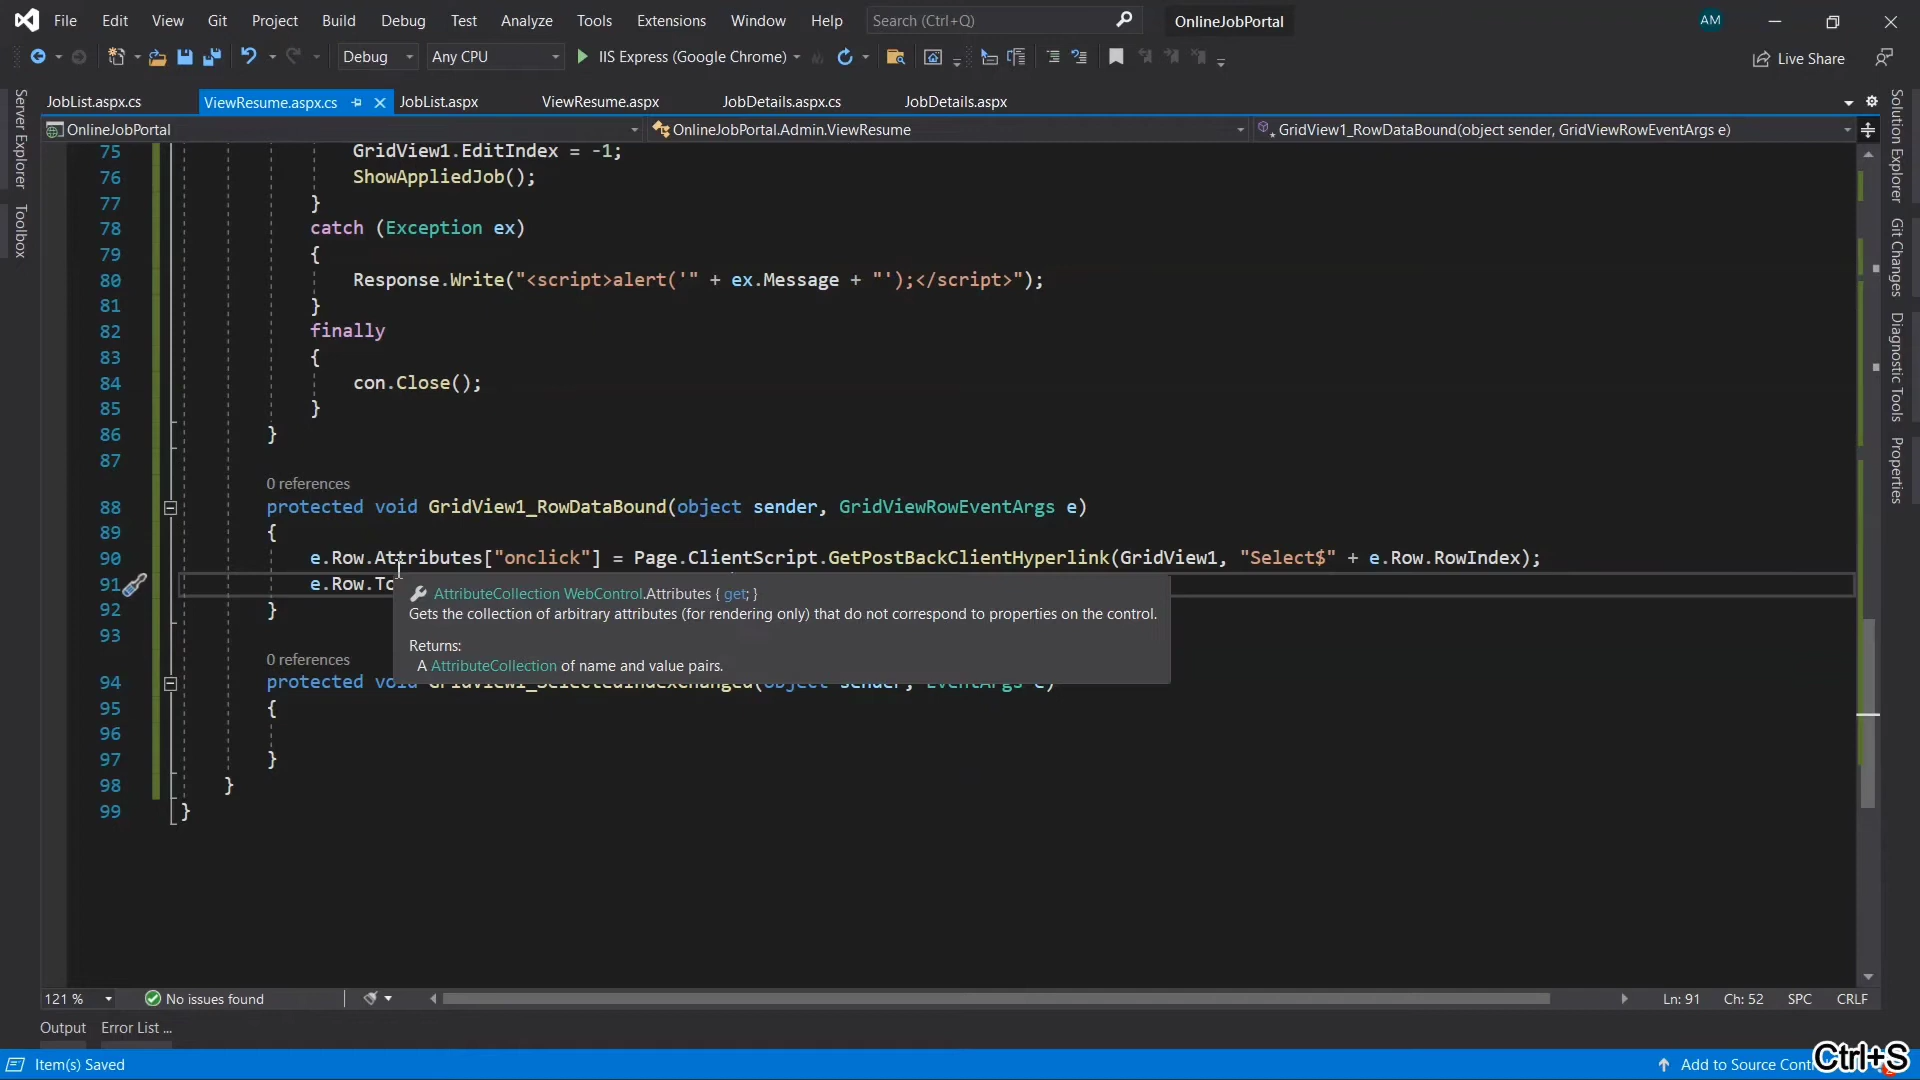 File Edit View Git Project Build Debug Test Analyze Tools Extensions Window Help Search (Ctrl+Q) OnlineJobPortal AM
Debug Any CPU IIS Express (Google Chrome) Live Share
JobList.aspx.cs ViewResume.aspx.cs JobList.aspx ViewResume.aspx JobDetails.aspx.cs JobDetails.aspx
OnlineJobPortal OnlineJobPortal.Admin.ViewResume GridView1_RowDataBound(object sender, GridViewRowEventArgs e)
Server Explorer
Toolbox
75 GridView1.EditIndex = -1;
76 ShowAppliedJob();
77 }
78 catch (Exception ex)
79 {
80 Response.Write("<script>alert('" + ex.Message + "');</script>");
81 }
82 finally
83 {
84 con.Close();
85 }
86 }
87
0 references
88 protected void GridView1_RowDataBound(object sender, GridViewRowEventArgs e)
89 {
90 e.Row.Attributes["onclick"] = Page.ClientScript.GetPostBackClientHyperlink(GridView1, "Select$" + e.Row.RowIndex);
91 e.Row.To
AttributeCollection WebControl.Attributes { get; }
Gets the collection of arbitrary attributes (for rendering only) that do not correspond to properties on the control.
Returns:
A AttributeCollection of name and value pairs.
92 }
93
0 references
94 protected void GridView1_SelectedIndexChanged(object sender, EventArgs e)
95 {
96
97 }
98 }
99 }
Solution Explorer
Git Changes
Diagnostic Tools
Properties
121 % No issues found Ln: 91 Ch: 52 SPC CRLF
Output Error List ...
Item(s) Saved Add to Source Contr
Ctrl+S